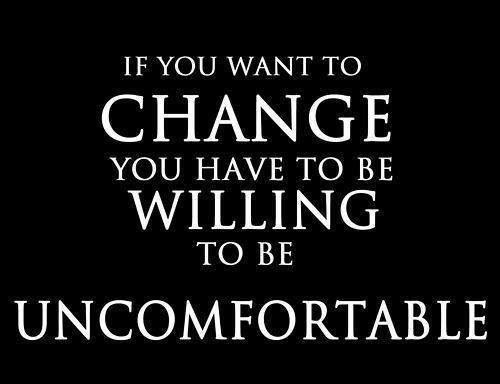 IF YOU WANT TO
CHANGE
YOU HAVE TO BE
WILLING
TO BE
UNCOMFORTABLE